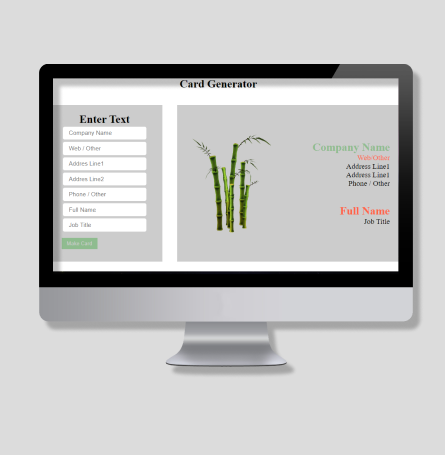 Card Generator
Enter Text
Company Name
Web / Other
Addres Line1
Addres Line2
Phone / Other
Full Name
Job Title
Make Card
Company Name
Web/Other
Address Line1
Address Line1
Phone / Other
Full Name
Job Title